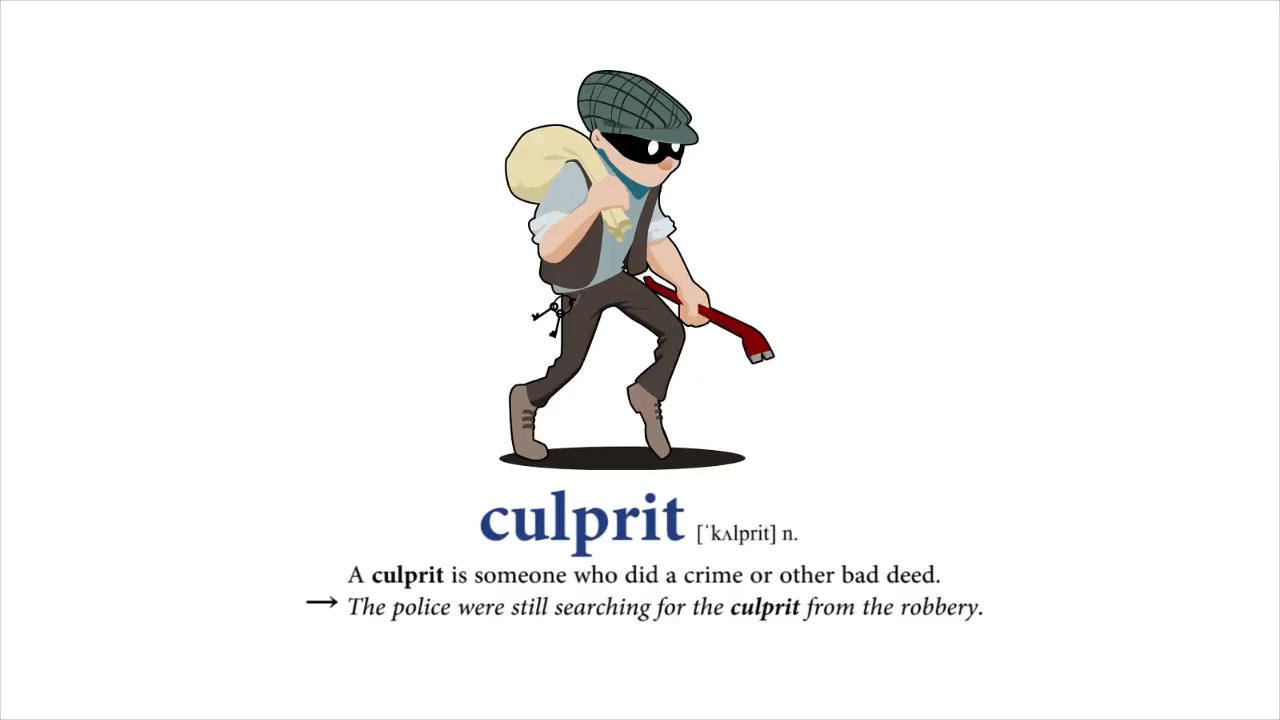 culprit [ˈkʌlprit] n.
A culprit is someone who did a crime or other bad deed.
→ The police were still searching for the culprit from the robbery.